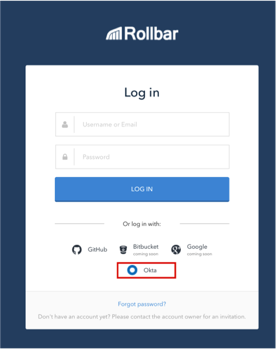 Rollbar
Log in
Username or Email
Password
LOG IN
Or log in with:
GitHub
Bitbucket
coming soon
Google
coming soon
Okta
Forgot password?
Don't have an account yet? Please contact the account owner for an invitation.